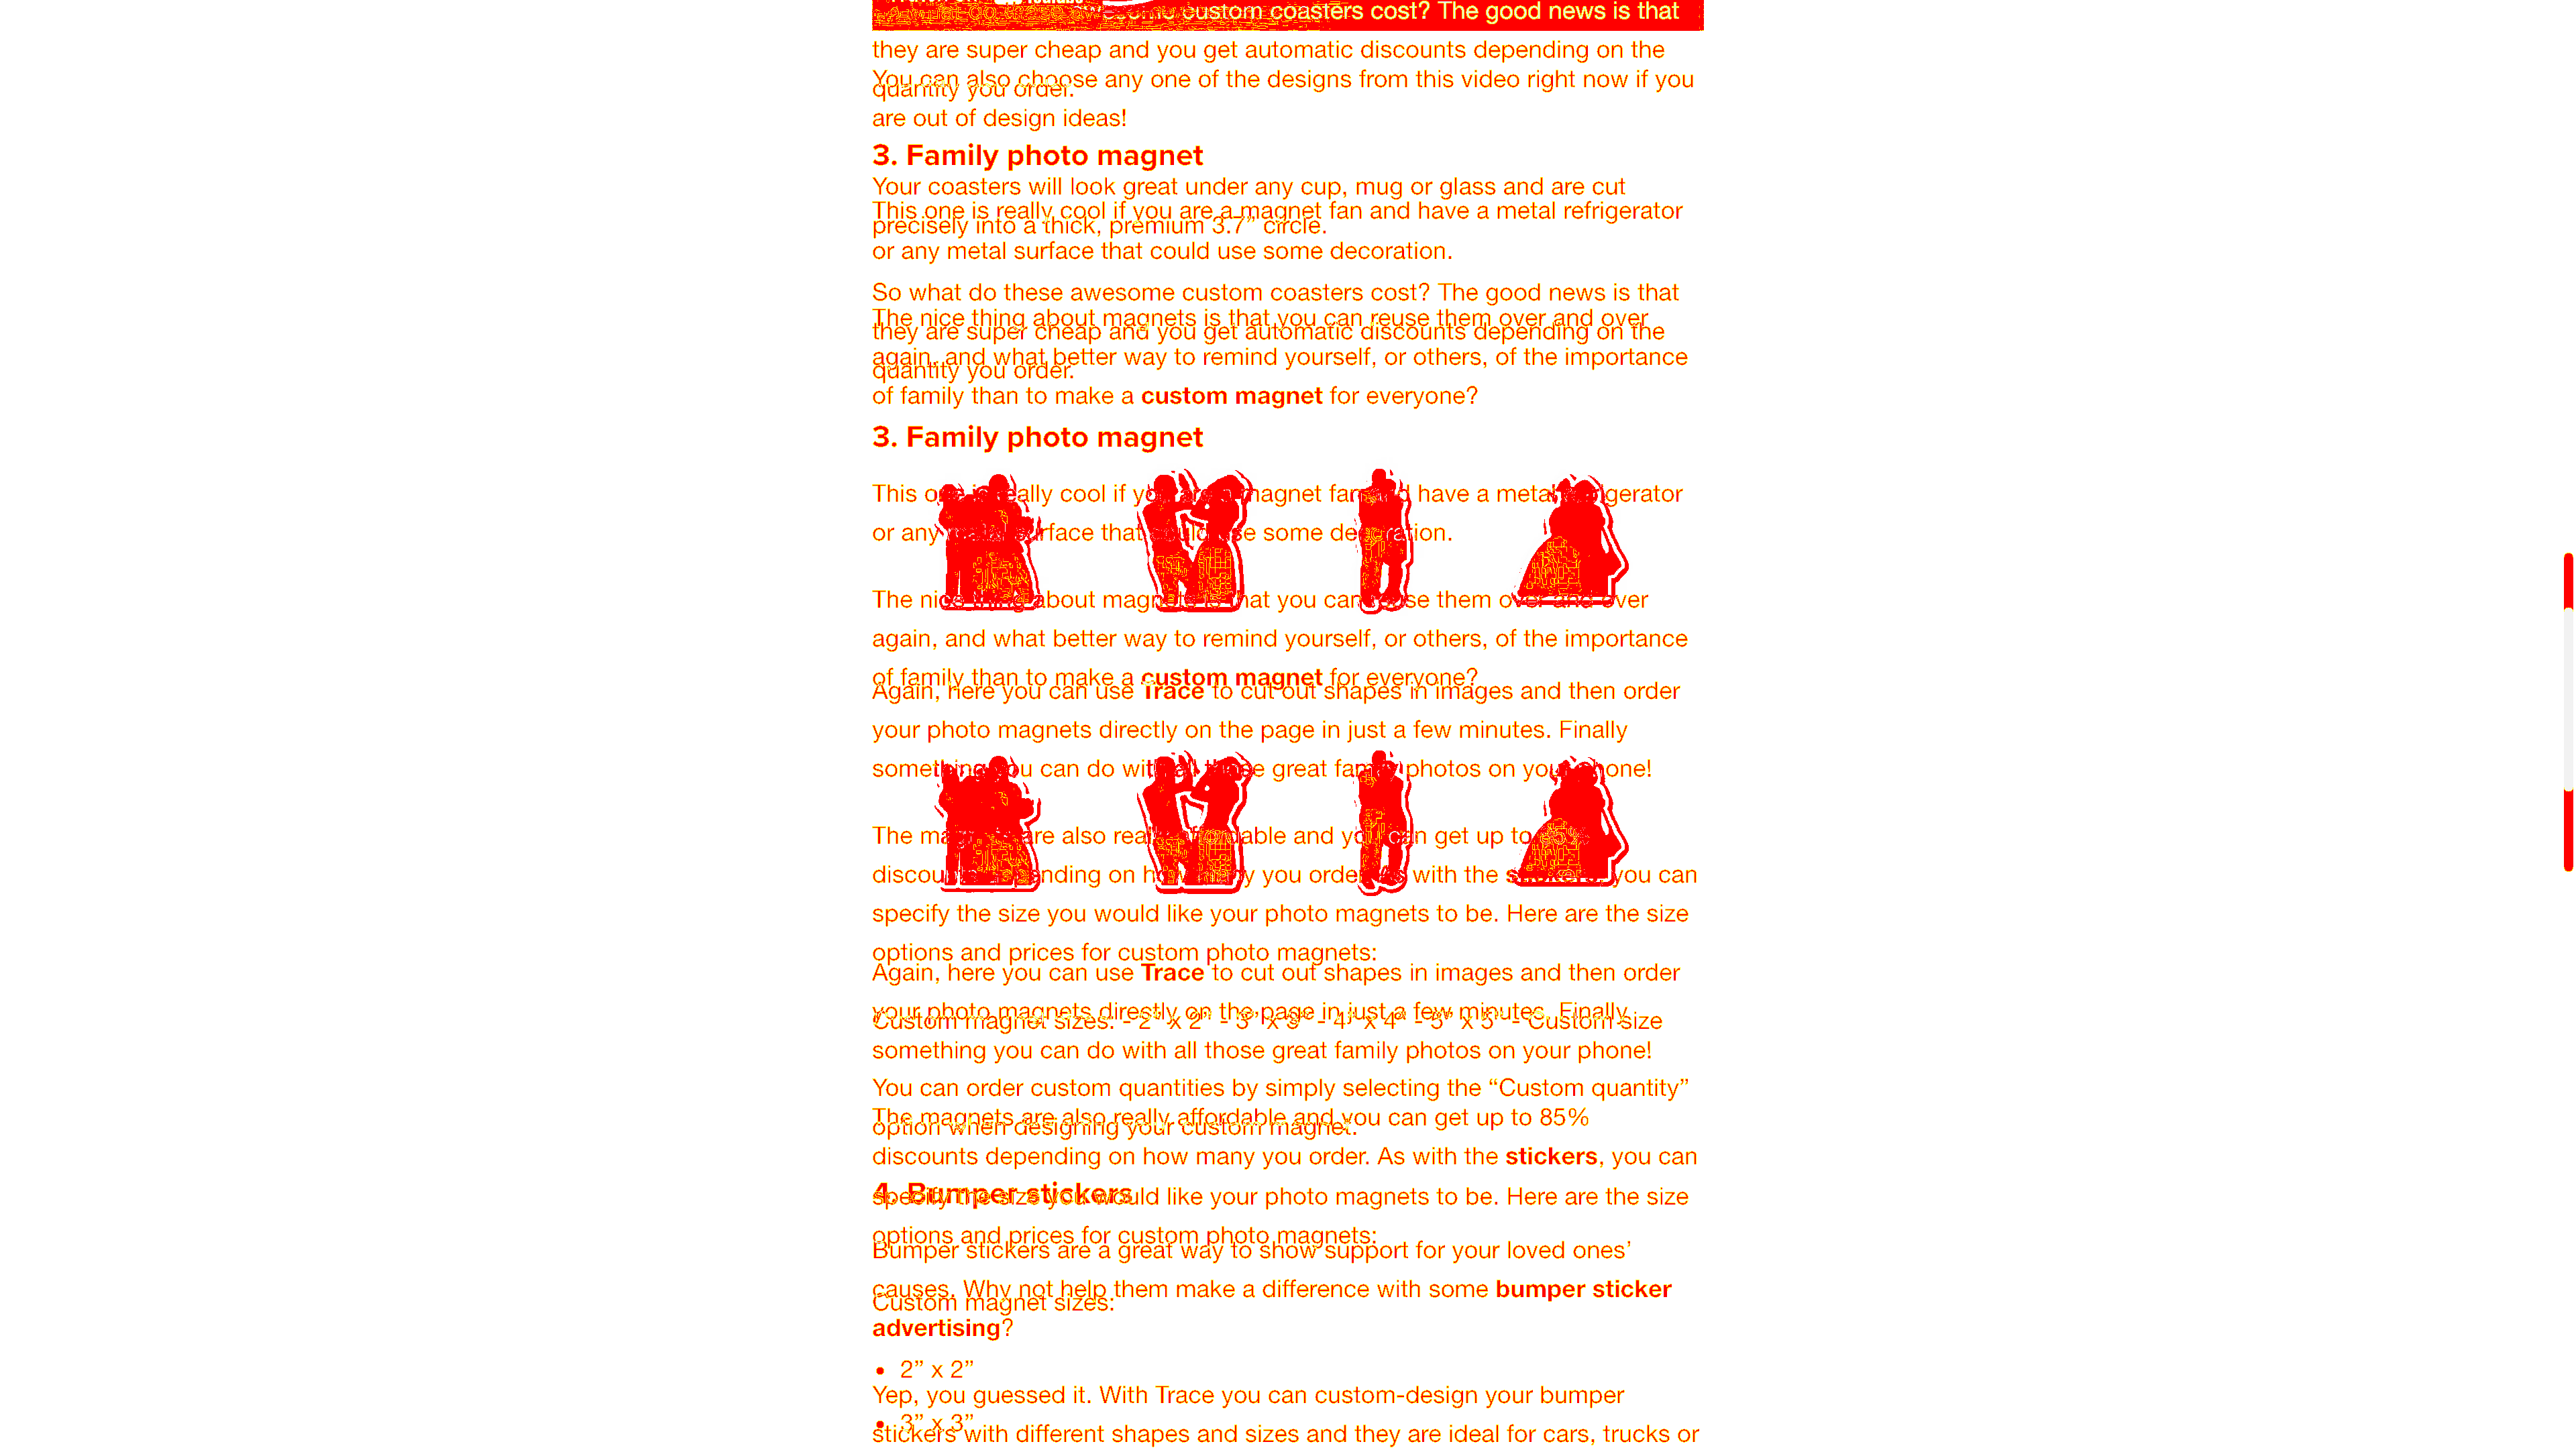 custom coasters cost? The good news is that
they are super cheap and you get automatic discounts depending on the
You can also choose any one of the designs from this video right now if you
quantity you order.
are out of design ideas!
3. Family photo magnet
Your coasters will look great under any cup, mug or glass and are cut
This one is really cool if you are a magnet fan and have a metal refrigerator
precisely into a thick, premium 3.7” circle.
or any metal surface that could use some decoration.
So what do these awesome custom coasters cost? The good news is that
The nice thing about magnets is that you can reuse them over and over
they are super cheap and you get automatic discounts depending on the
again, and what better way to remind yourself, or others, of the importance
quantity you order.
of family than to make a custom magnet for everyone?
3. Family photo magnet
This one is really cool if you are a magnet fan and have a metal refrigerator
or any metal surface that could use some decoration.
The nice thing about magnets is that you can reuse them over and over
again, and what better way to remind yourself, or others, of the importance
of family than to make a custom magnet for everyone?
Again, here you can use Trace to cut out shapes in images and then order
your photo magnets directly on the page in just a few minutes. Finally
something you can do with all those great family photos on your phone!
The magnets are also really affordable and you can get up to 85%
discounts depending on how many you order. As with the stickers, you can
specify the size you would like your photo magnets to be. Here are the size
options and prices for custom photo magnets:
Again, here you can use Trace to cut out shapes in images and then order
your photo magnets directly on the page in just a few minutes. Finally
Custom magnet sizes: - 2” x 2” - 3” x 3” - 4” x 4” - 5” x 5” - Custom size
something you can do with all those great family photos on your phone!
You can order custom quantities by simply selecting the “Custom quantity”
The magnets are also really affordable and you can get up to 85%
option when designing your custom magnet.
discounts depending on how many you order. As with the stickers, you can
4. Bumper stickers
specify the size you would like your photo magnets to be. Here are the size
options and prices for custom photo magnets:
Bumper stickers are a great way to show support for your loved ones’
causes. Why not help them make a difference with some bumper sticker
Custom magnet sizes:
advertising?
• 2” x 2”
Yep, you guessed it. With Trace you can custom-design your bumper
• 3” x 3”
stickers with different shapes and sizes and they are ideal for cars, trucks or